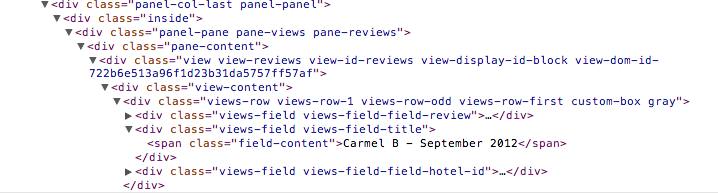 ▼<div class="panel-col-last panel-panel">
▼<div class="inside">
▼<div class="panel-pane pane-views pane-reviews">
▼<div class="pane-content">
▼<div class="view view-reviews view-id-reviews view-display-id-block view-dom-id-
722b6e513a96f1d23b31da5757ff57af">
▼<div class="view-content">
▼<div class="views-row views-row-1 views-row-odd views-row-first custom-box gray">
▶<div class="views-field views-field-field-review">…</div>
▼<div class="views-field views-field-title">
<span class="field-content">Carmel B - September 2012</span>
</div>
▶<div class="views-field views-field-field-hotel-id">…</div>
</div>